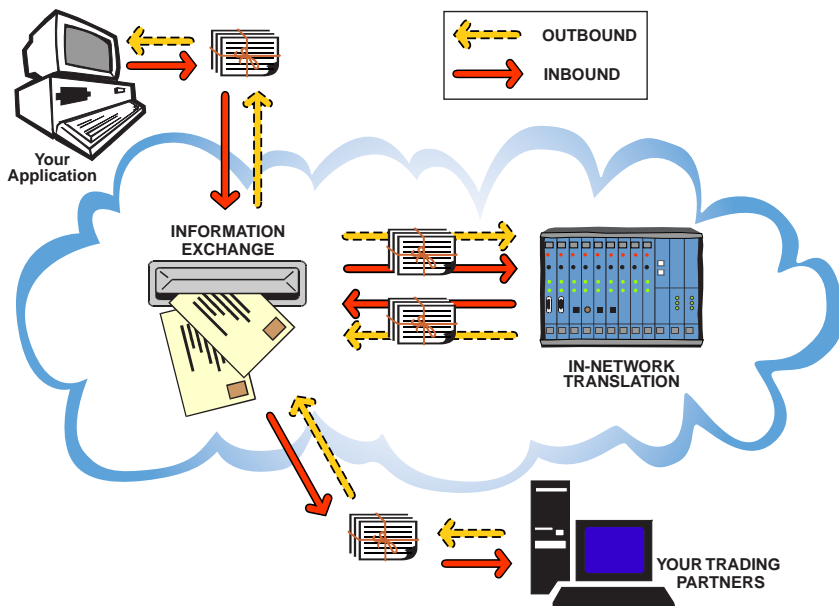 OUTBOUND
INBOUND
Your
Application
INFORMATION
EXCHANGE
IN-NETWORK
TRANSLATION
YOUR TRADING
PARTNERS